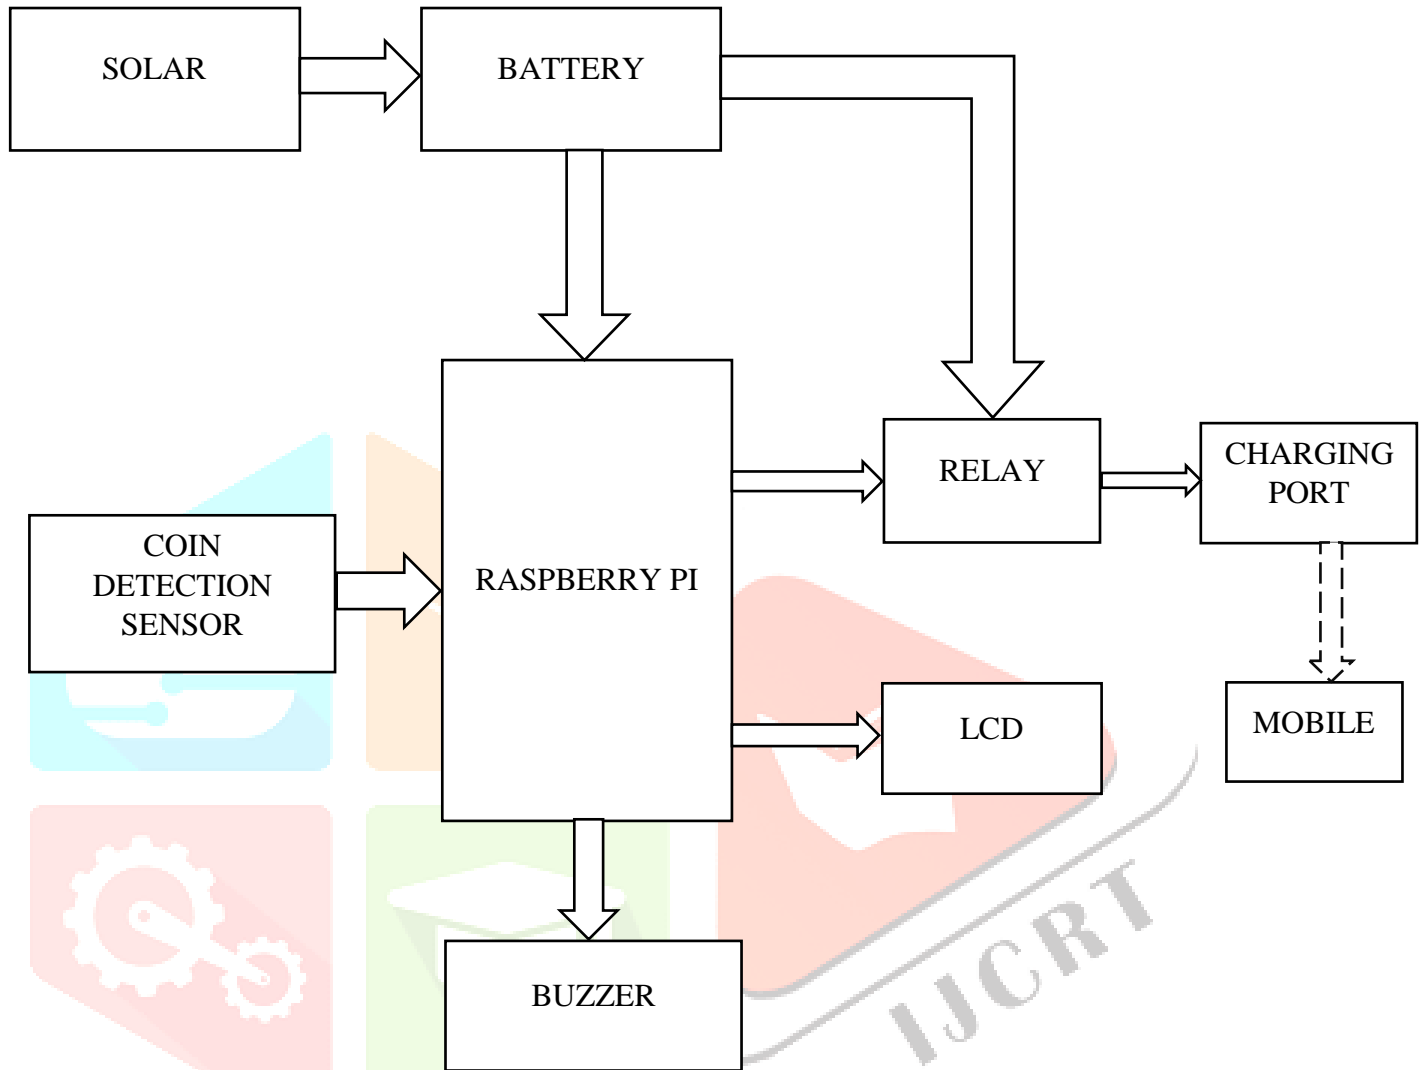 SOLAR
BATTERY
RELAY
CHARGING
PORT
COIN
DETECTION
SENSOR
RASPBERRY PI
LCD
MOBILE
BUZZER
IJCRT